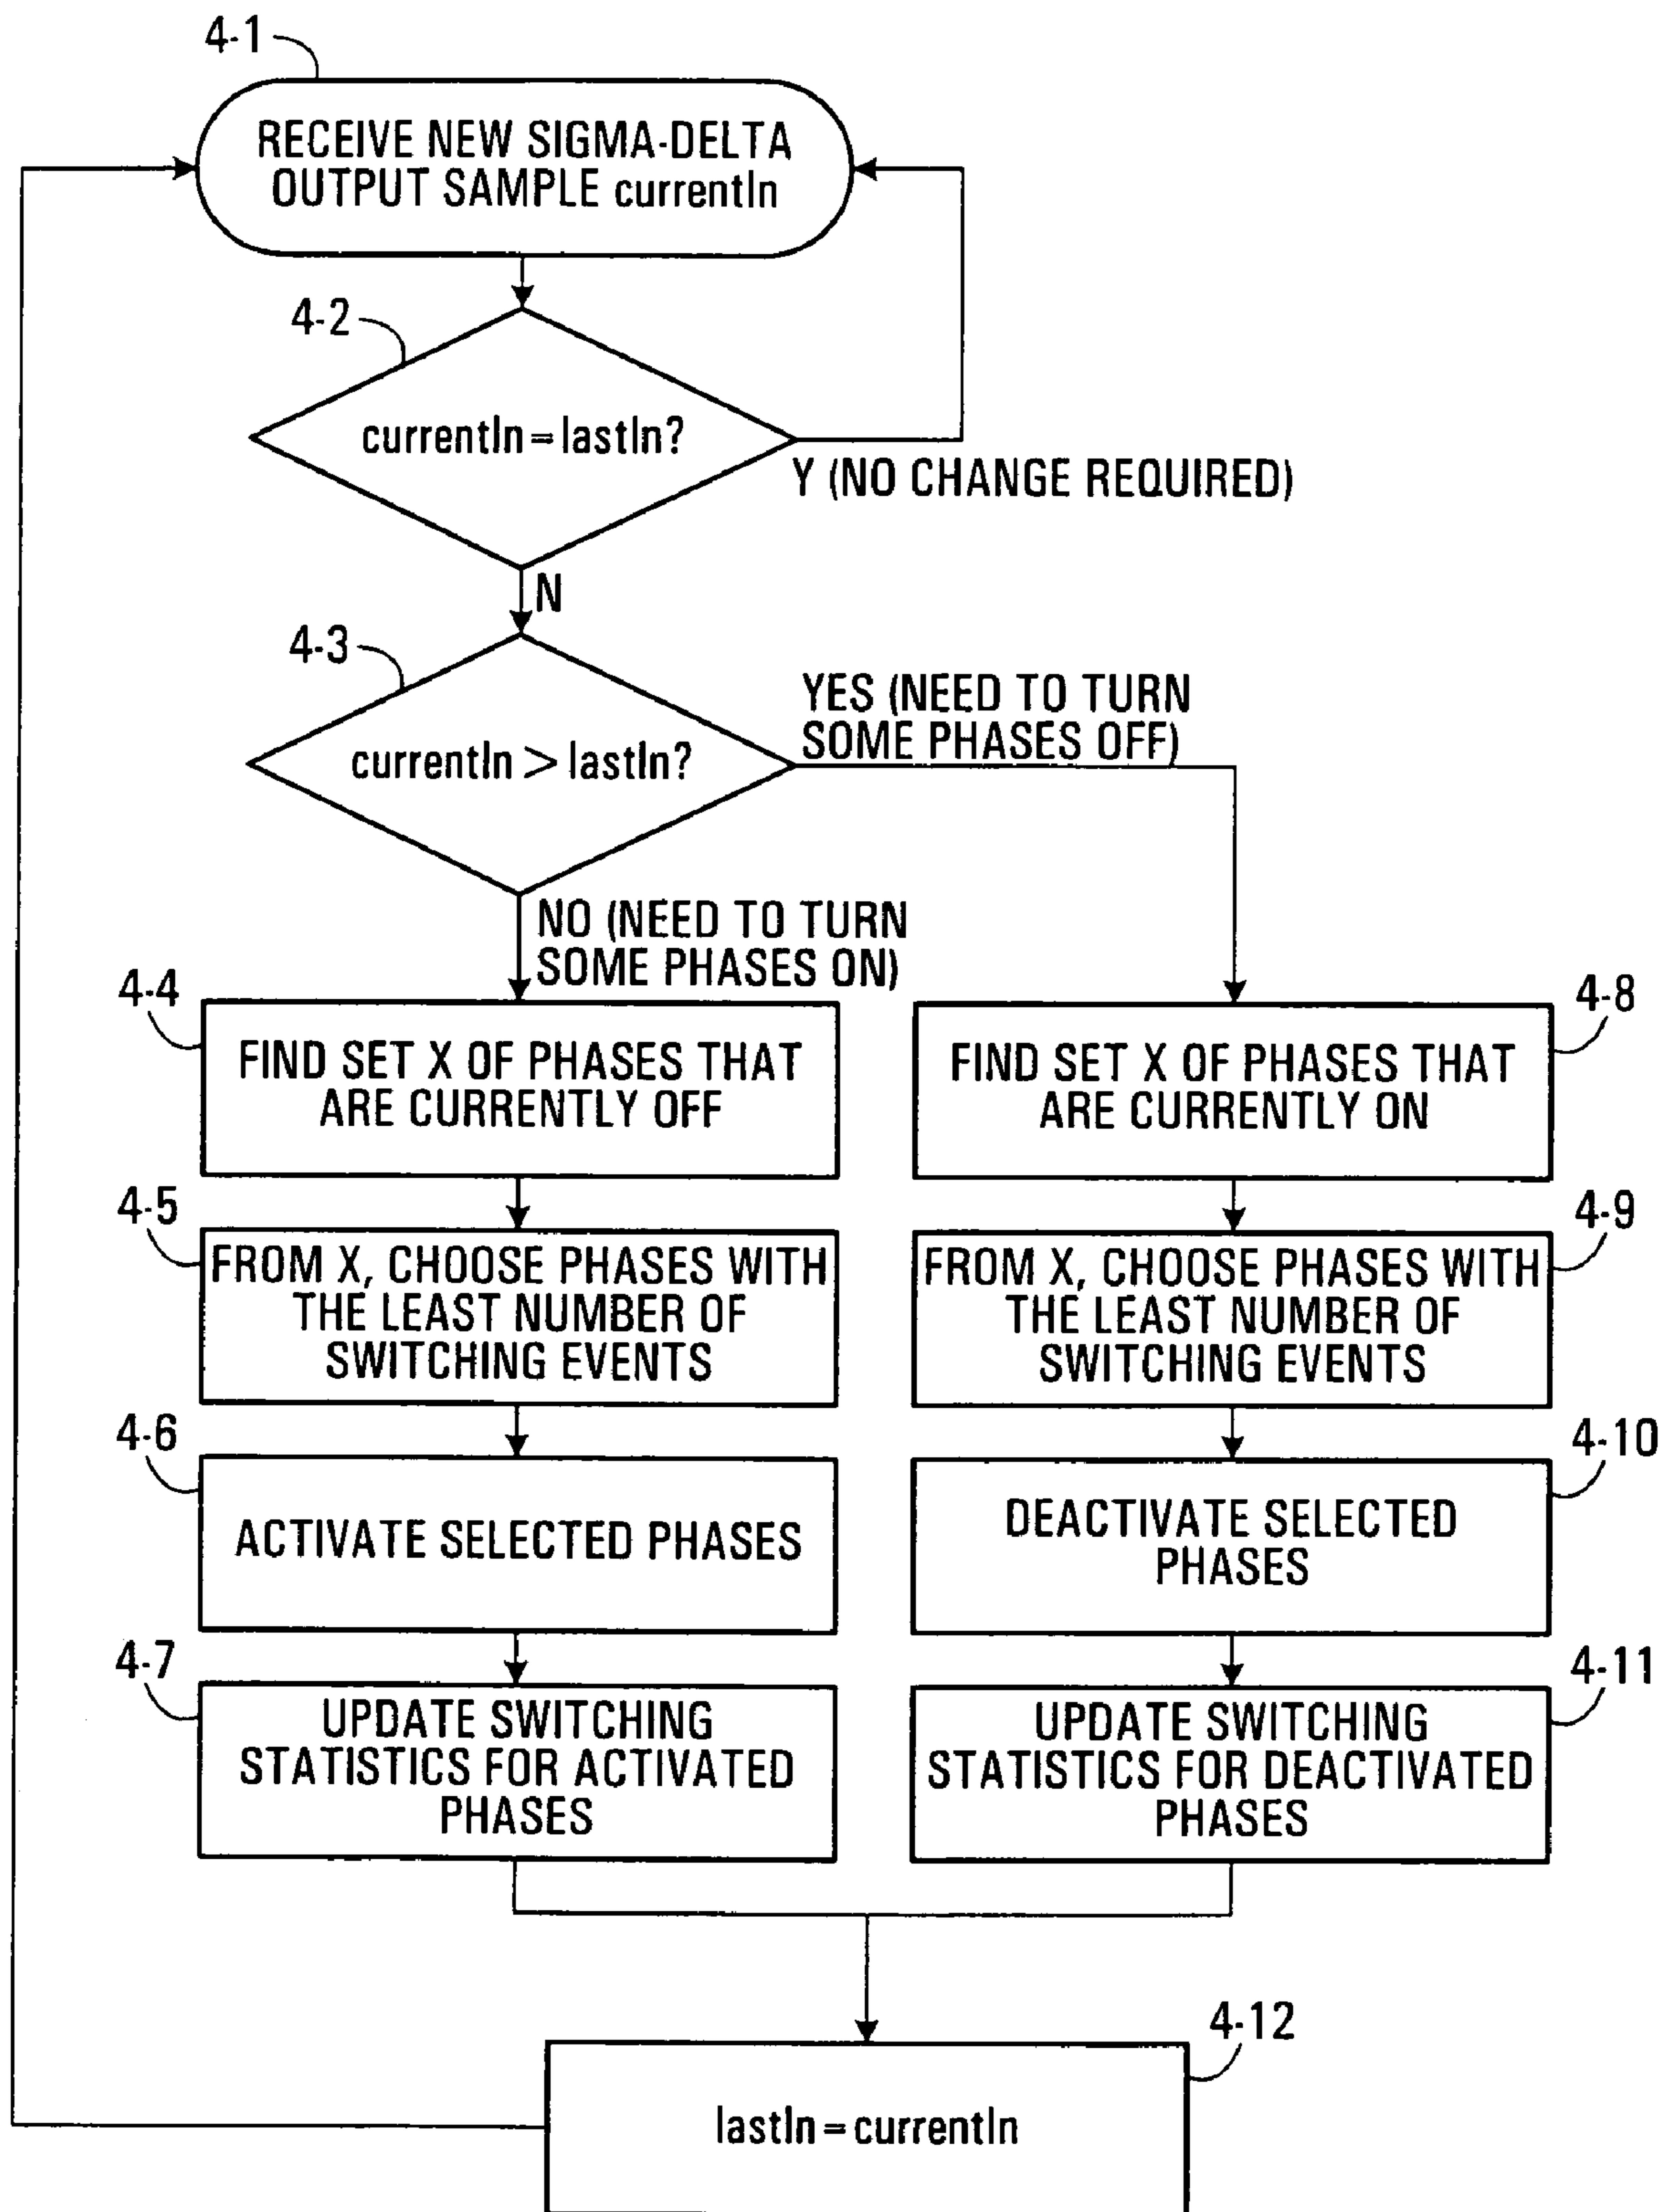 4-1
RECEIVE NEW SIGMA-DELTA
OUTPUT SAMPLE currentIn
4-2
currentIn = lastIn?
Y (NO CHANGE REQUIRED)
N
4-3
currentIn > lastIn?
YES (NEED TO TURN
SOME PHASES OFF)
NO (NEED TO TURN
SOME PHASES ON)
4-4
FIND SET X OF PHASES THAT
ARE CURRENTLY OFF
4-8
FIND SET X OF PHASES THAT
ARE CURRENTLY ON
4-5
FROM X, CHOOSE PHASES WITH
THE LEAST NUMBER OF
SWITCHING EVENTS
4-9
FROM X, CHOOSE PHASES WITH
THE LEAST NUMBER OF
SWITCHING EVENTS
4-6
ACTIVATE SELECTED PHASES
4-10
DEACTIVATE SELECTED
PHASES
4-7
UPDATE SWITCHING
STATISTICS FOR ACTIVATED
PHASES
4-11
UPDATE SWITCHING
STATISTICS FOR DEACTIVATED
PHASES
4-12
lastIn = currentIn